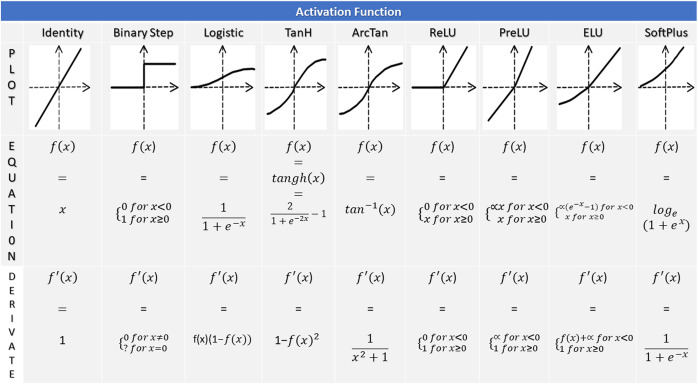 Activation Function
Identity Binary Step Logistic TanH ArcTan ReLU PreLU ELU SoftPlus
PLOT
EQUATION
f(x) f(x) f(x) f(x) f(x) f(x) f(x) f(x) f(x)
= = = = = = = = =
tangh(x)
=
x {0 for x<0 1/(1+e^-x) 2/(1+e^-2x) −1 tan^−1(x) {0 for x<0 {∝x for x<0 {∝(e^-x −1) for x<0 log_e
1 for x≥0 x for x≥0 x for x≥0 x for x≥0 (1+e^x)
DERIVATE
f′(x) f′(x) f′(x) f′(x) f′(x) f′(x) f′(x) f′(x) f′(x)
= = = = = = = = =
1 {0 for x≠0 f(x)(1−f(x)) 1−f(x)^2 1/(x^2+1) {0 for x<0 {∝ for x<0 {f(x)+∝ for x<0 1/(1+e^-x)
? for x=0 1 for x≥0 1 for x≥0 1 for x≥0